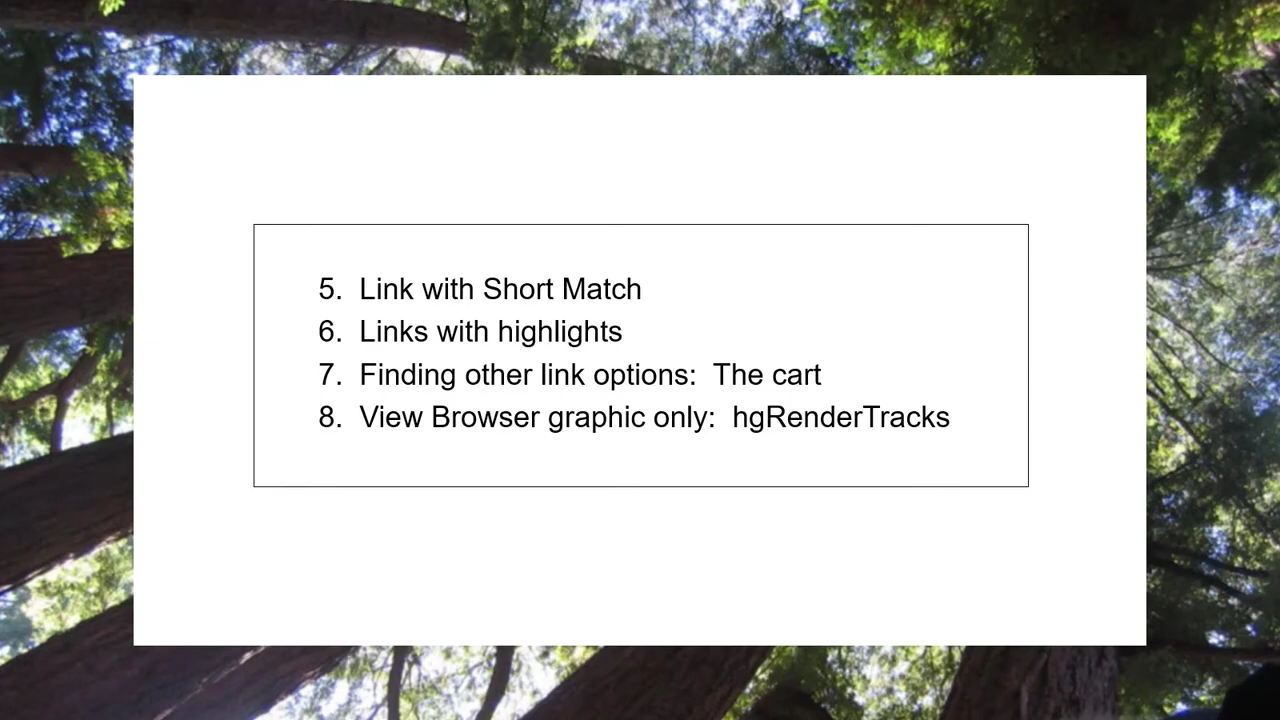 5. Link with Short Match
6. Links with highlights
7. Finding other link options: The cart
8. View Browser graphic only: hgRenderTracks